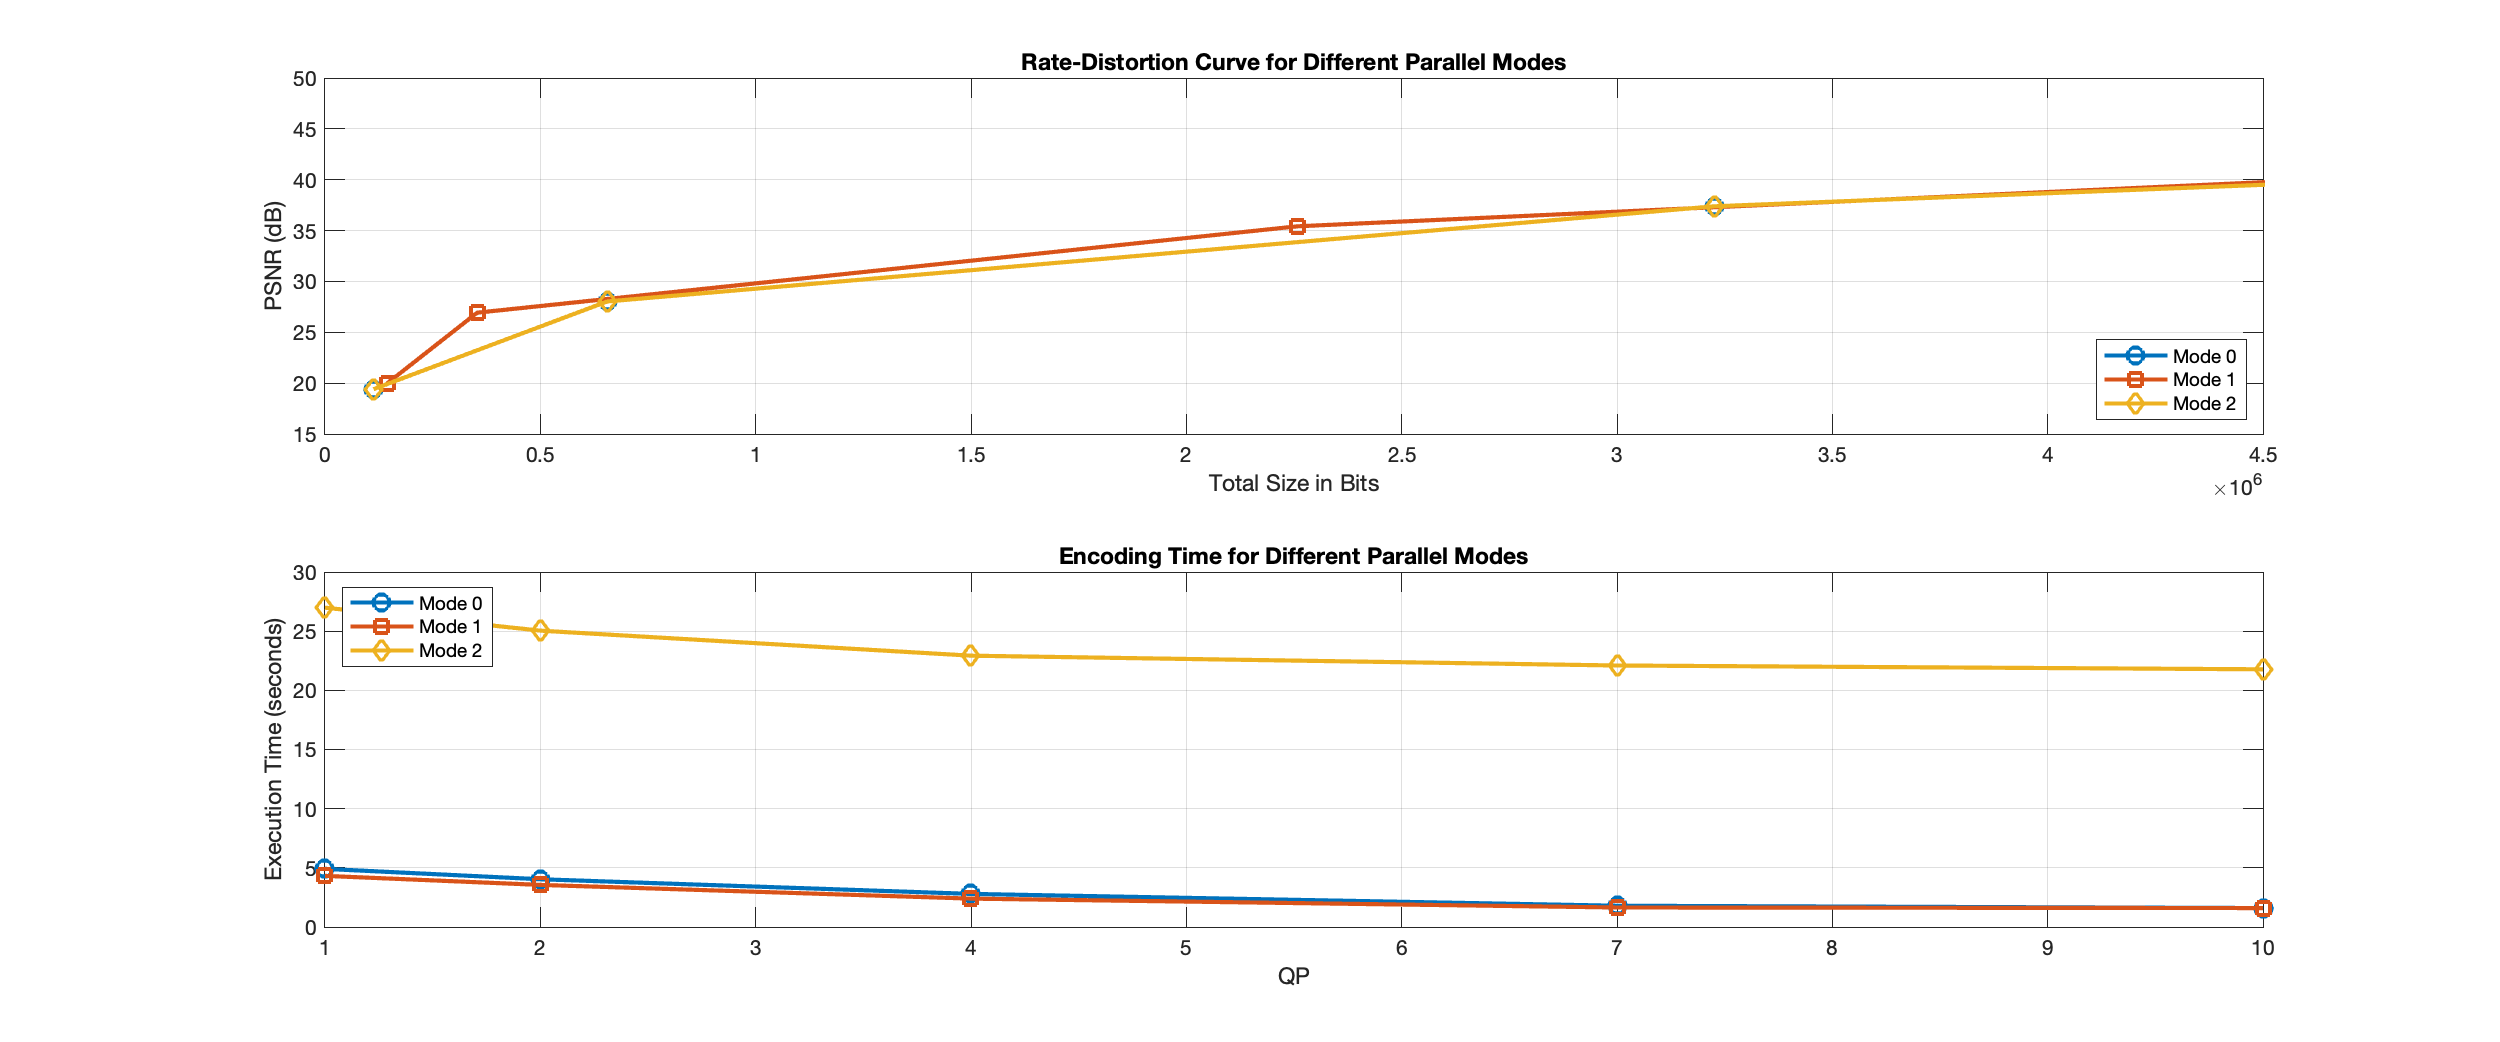 Rate-Distortion Curve for Different Parallel Modes
50
45
40
35
30
25
20
15
PSNR (dB)
0 0.5 1 1.5 2 2.5 3 3.5 4 4.5
×10^6
Total Size in Bits
Mode 0
Mode 1
Mode 2
Encoding Time for Different Parallel Modes
30
25
20
15
10
5
0
Execution Time (seconds)
Mode 0
Mode 1
Mode 2
1 2 3 4 5 6 7 8 9 10
QP